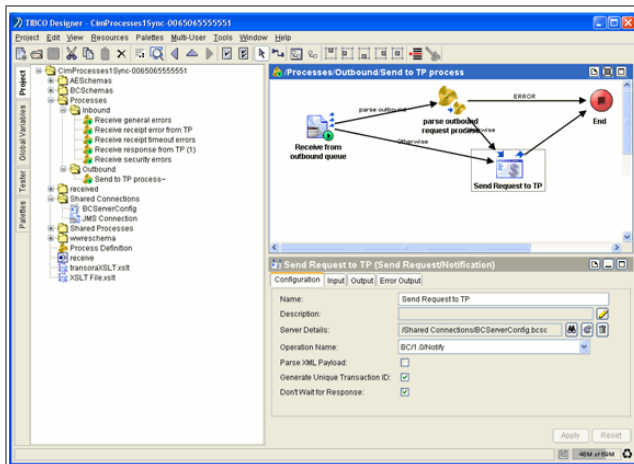 TIBCO Designer - CimProcesses1Sync-0065065555551
Project Edit View Resources Palettes Multi-User Tools Window Help
Project
Global Variables
Tester
Palettes
CimProcesses1Sync-0065065555551
AESchemas
BCSchemas
Processes
Inbound
Receive general errors
Receive receipt error from TP
Receive receipt timeout errors
Receive response from TP (1)
Receive security errors
Outbound
Send to TP process~
received
Shared Connections
BCServerConfig
JMS Connection
Shared Processes
wwreschema
Process Definition
receive
transoraXSLT.xslt
XSLT File.xslt
/Processes/Outbound/Send to TP process
parse outbound
ERROR
Receive from
outbound queue
parse outbound
request process
Otherwise
End
Send Request to TP
Send Request to TP (Send Request/Notification)
Configuration Input Output Error Output
Name: Send Request to TP
Description:
Server Details: /Shared Connections/BCServerConfig.bcsc
Operation Name: BC/1.0/Notify
Parse XML Payload:
Generate Unique Transaction ID:
Don't Wait for Response:
Apply Reset